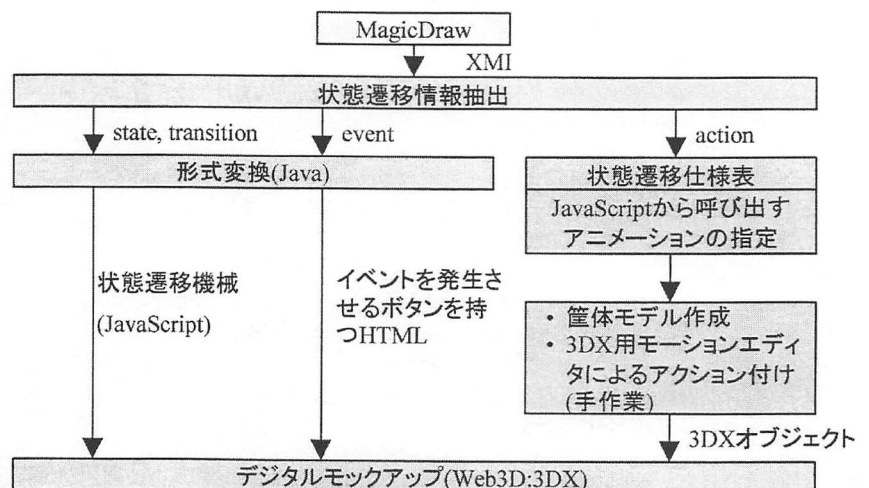 MagicDraw
XMI
状態遷移情報抽出
state, transition
event
action
形式変換(Java)
状態遷移仕様表
JavaScriptから呼び出す
アニメーションの指定
状態遷移機械
(JavaScript)
イベントを発生さ
せるボタンを持
つHTML
・ 筐体モデル作成
・ 3DX用モーションエディ
タによるアクション付け
(手作業)
3DXオブジェクト
デジタルモックアップ(Web3D:3DX)